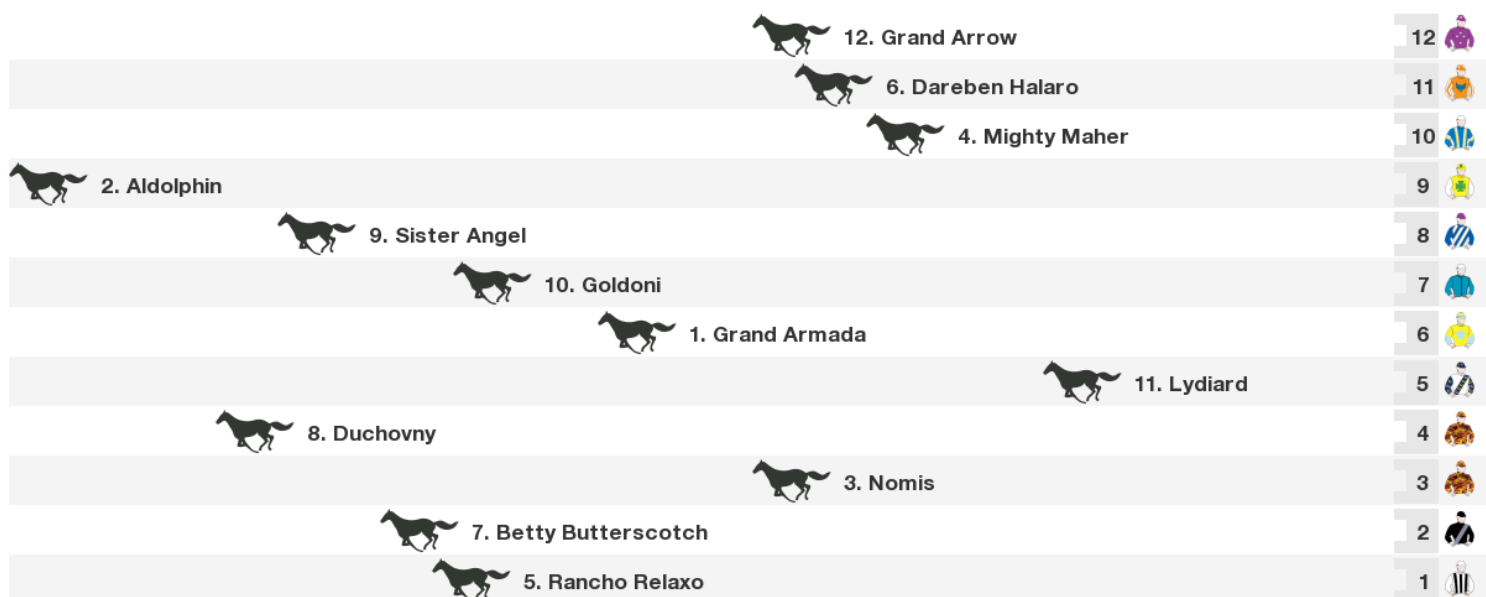 12. Grand Arrow 12
6. Dareben Halaro 11
4. Mighty Maher 10
2. Aldolphin 9
9. Sister Angel 8
10. Goldoni 7
1. Grand Armada 6
11. Lydiard 5
8. Duchovny 4
3. Nomis 3
7. Betty Butterscotch 2
5. Rancho Relaxo 1